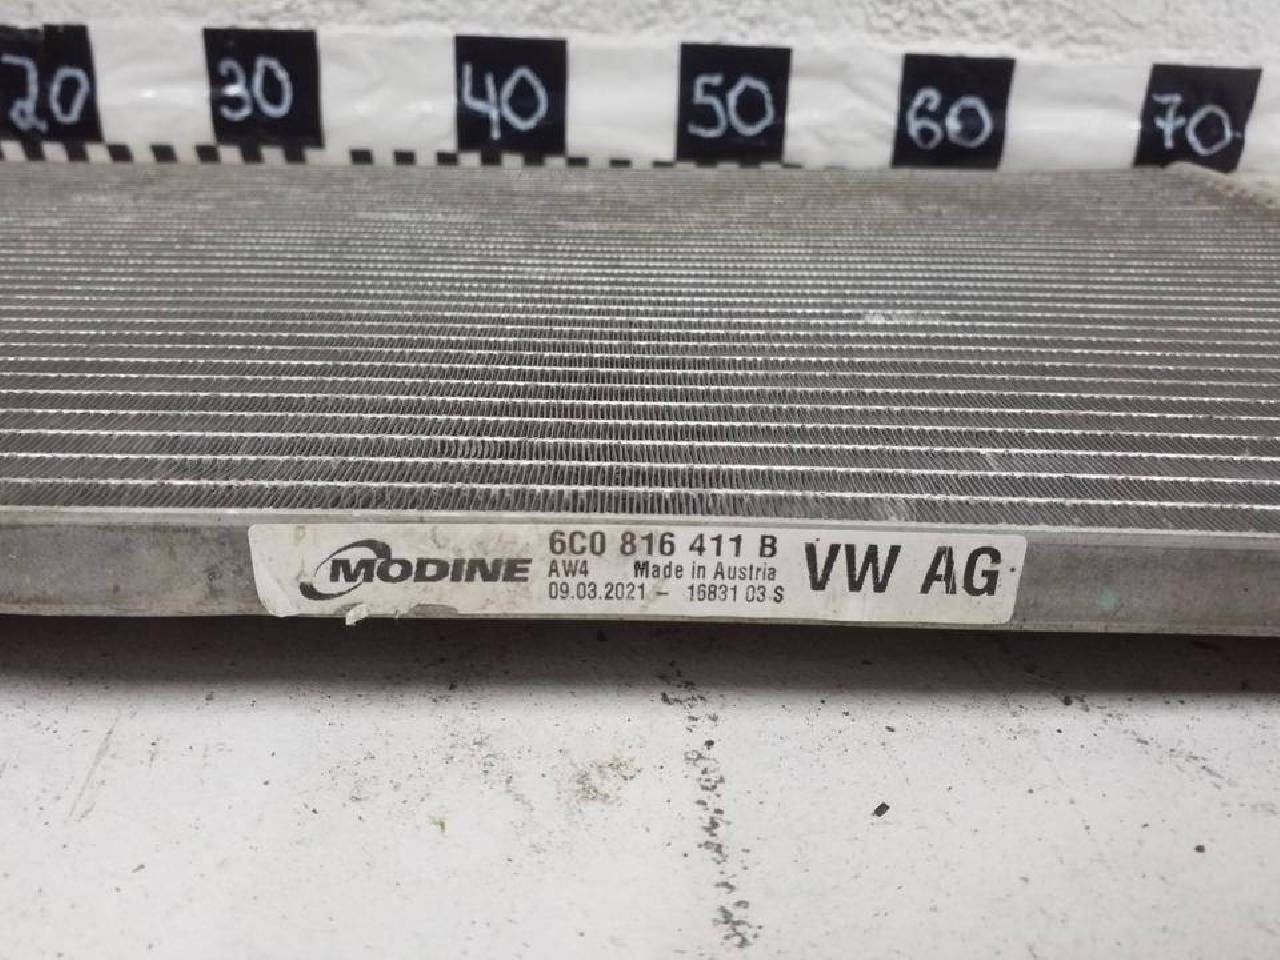 20 30 40 50 60 70
MODINE 6C0 816 411 B VW AG
AW4 Made in Austria
09.03.2021 - 16831 03 S